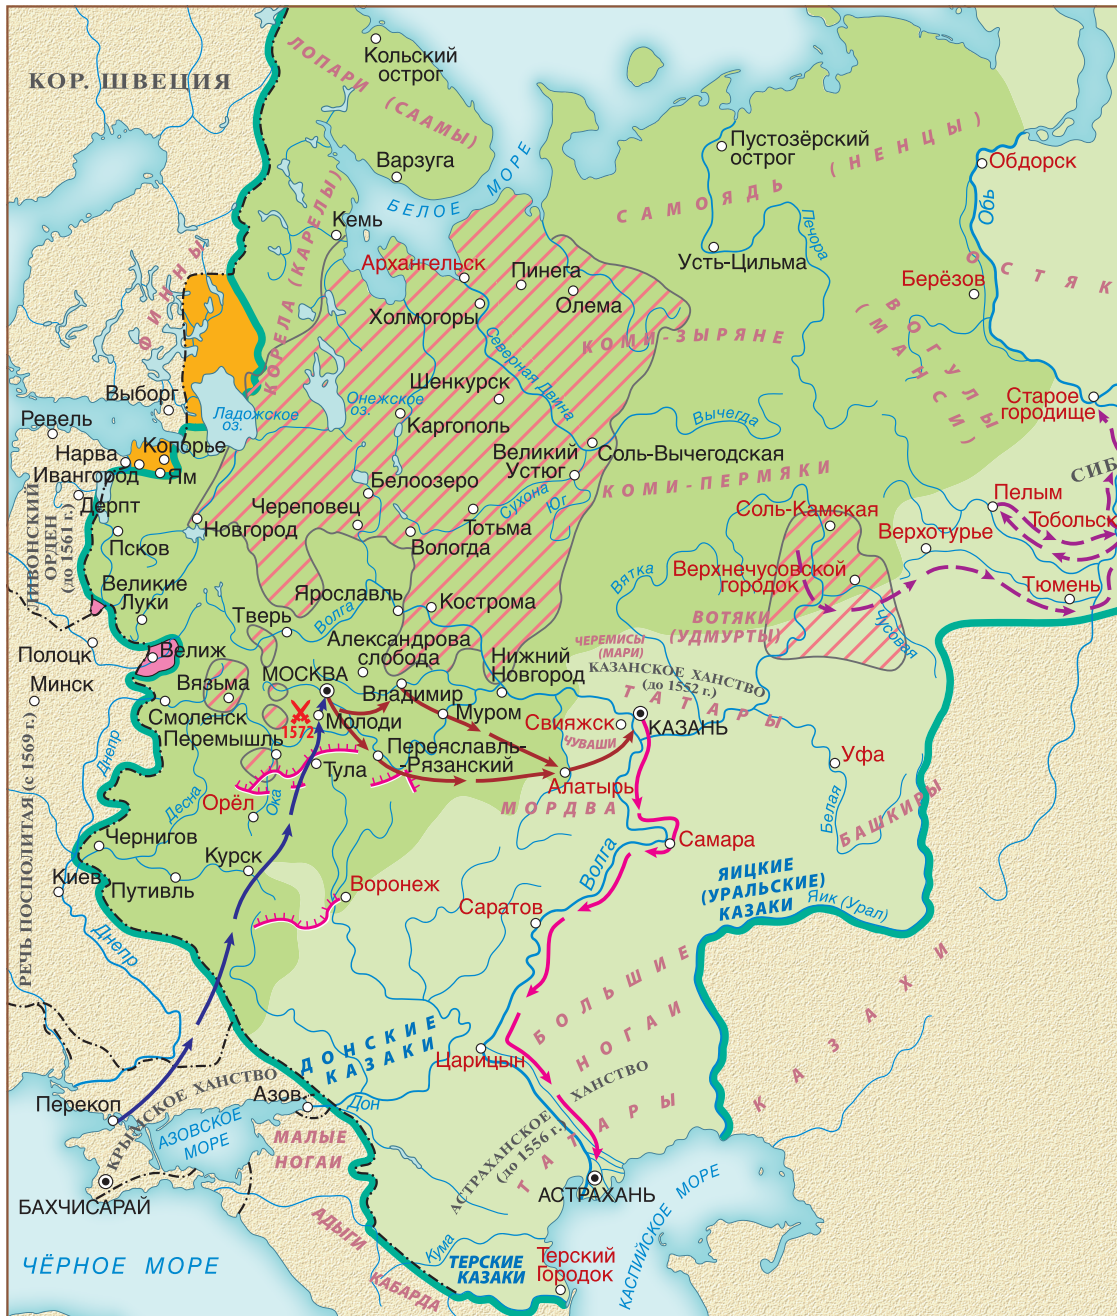 КОР. ШВЕЦИЯ
ЛОПАРИ (СААМЫ)
Кольский
острог
Варзуга
БЕЛОЕ МОРЕ
Кемь
Пустозёрский
острог
САМОЯДЬ (НЕНЦЫ)
Обдорск
Обь
Печора
Усть-Цильма
ОСТЯК
Берёзов
ВОГУЛЫ
(МАНСИ)
ФИННЫ
КОРЕЛА (КАРЕЛЫ)
Архангельск
Пинега
Олема
Холмогоры
КОМИ-ЗЫРЯНЕ
Северная Двина
Шенкурск
Онежское
оз.
Каргополь
Ладожское
оз.
Выборг
Ревель
Нарва
Копорье
Ивангород
Ям
Дерпт
Вычегда
Старое
городище
Великий
Устюг
Соль-Вычегодская
КОМИ-ПЕРМЯКИ
СИБ
Белоозеро
Сухона
Юг
Пелым
Тобольск
Соль-Камская
Верхотурье
Череповец
Тотьма
Новгород
Вологда
Псков
ЛИВОНСКИЙ
ОРДЕН
(до 1561 г.)
Великие
Луки
Вятка
Верхнечусовской
городок
Тюмень
Ярославль
Волга
Кострома
Тверь
ВОТЯКИ
(УДМУРТЫ)
Чусовая
Александрова
слобода
ЧЕРЕМИСЫ
(МАРИ)
Полоцк
Велиж
Нижний
Новгород
КАЗАНСКОЕ ХАНСТВО
(до 1552 г.)
ТАТАРЫ
Минск
Вязьма
МОСКВА
Владимир
Смоленск
Молоди
1572
Муром
Свияжск
КАЗАНЬ
ЧУВАШИ
Перемышль
Переяславль-
-Рязанский
Тула
Уфа
Алатырь
МОРДВА
Днепр
Десна
Орёл
Ока
Белая
БАШКИРЫ
РЕЧЬ ПОСПОЛИТАЯ (с 1569 г.)
Чернигов
Курск
Волга
Самара
Киев
Путивль
Воронеж
ЯИЦКИЕ
(УРАЛЬСКИЕ)
КАЗАКИ
Яик (Урал)
Саратов
Днепр
БОЛЬШИЕ
НОГАИ
КАЗАХИ
ДОНСКИЕ
КАЗАКИ
Царицын
КРЫМСКОЕ ХАНСТВО
Перекоп
Азов
Дон
АЗОВСКОЕ
МОРЕ
МАЛЫЕ
НОГАИ
АСТРАХАНСКОЕ ХАНСТВО
(до 1556 г.)
ТАТАРЫ
БАХЧИСАРАЙ
АСТРАХАНЬ
АДЫГИ
ЧЁРНОЕ МОРЕ
Кума
ТЕРСКИЕ
КАЗАКИ
Терский
Городок
КАСПИЙСКОЕ МОРЕ
КАБАРДА